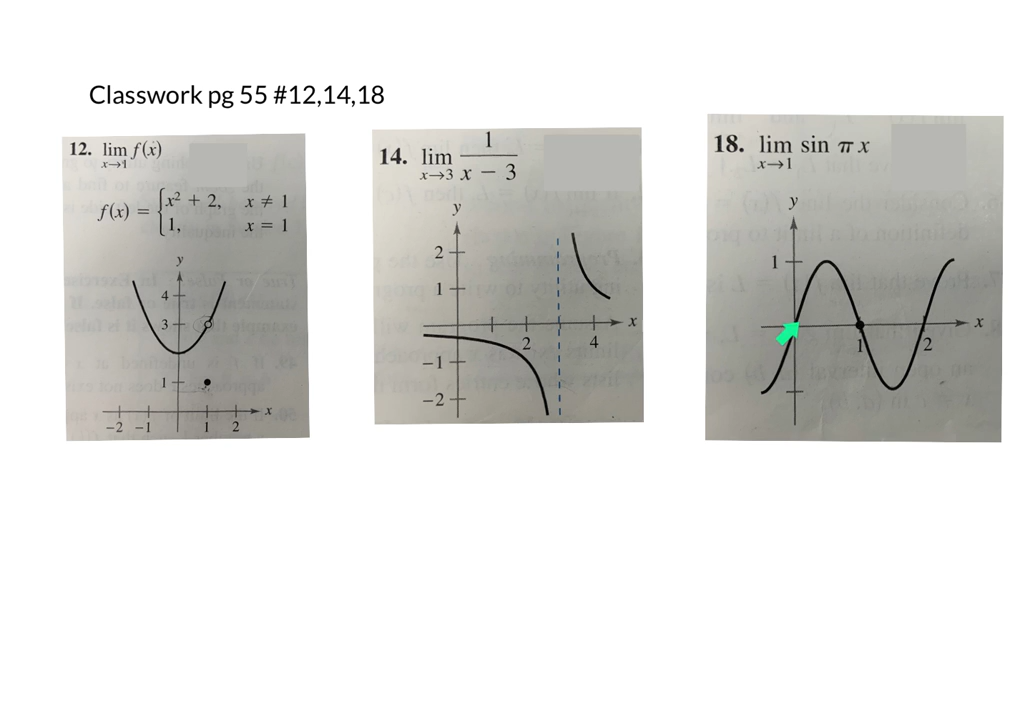 Classwork pg 55 #12,14,18
12. lim f(x)
x→1
f(x) = { x² + 2, x ≠ 1
1, x = 1
y
4
3
1
-2 -1 1 2 x
14. lim 1/(x − 3)
x→3
y
2
1
2 4 x
-1
-2
18. lim sin π x
x→1
y
1
1 2 x